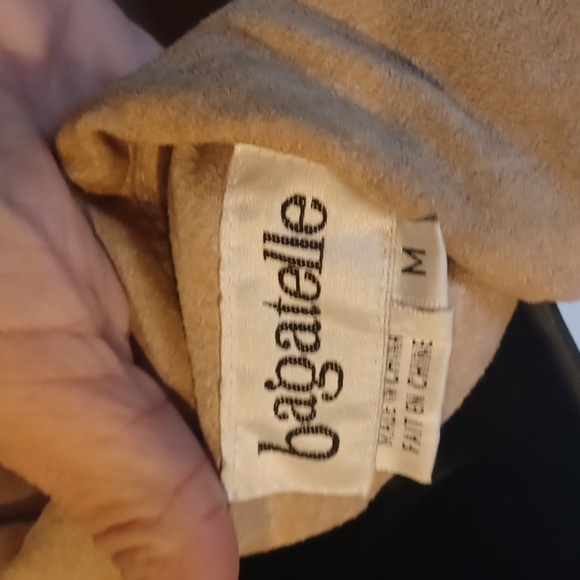 bagatelle
M
MADE IN CHINA
FAIT EN CHINE